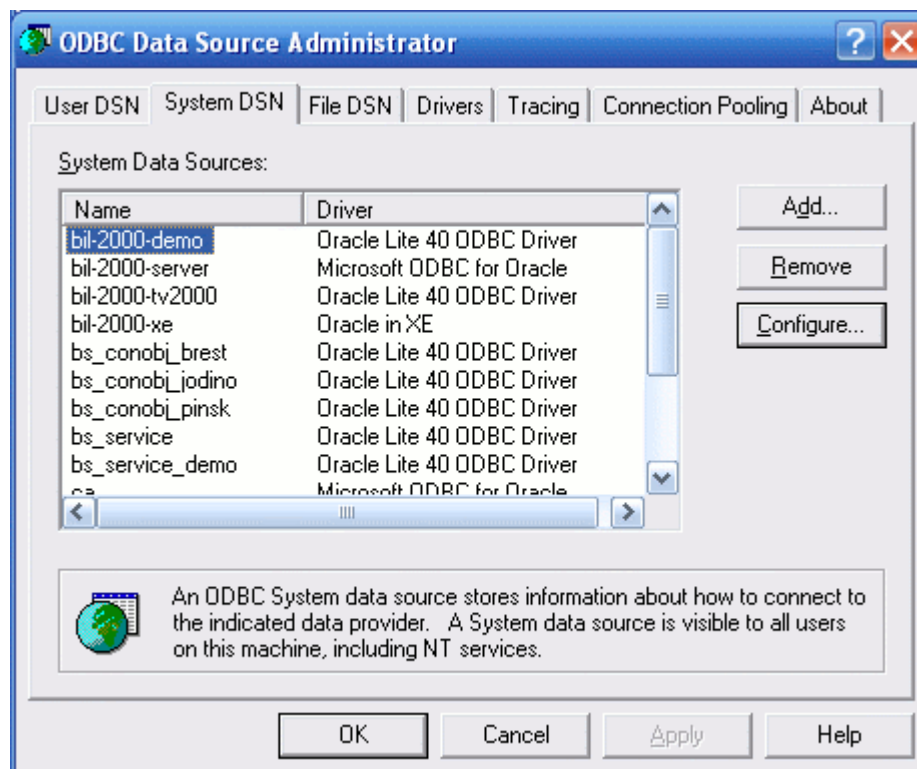 ODBC Data Source Administrator
User DSN System DSN File DSN Drivers Tracing Connection Pooling About
System Data Sources:
Name Driver
bil-2000-demo Oracle Lite 40 ODBC Driver
bil-2000-server Microsoft ODBC for Oracle
bil-2000-tv2000 Oracle Lite 40 ODBC Driver
bil-2000-xe Oracle in XE
bs_conobj_brest Oracle Lite 40 ODBC Driver
bs_conobj_jodino Oracle Lite 40 ODBC Driver
bs_conobj_pinsk Oracle Lite 40 ODBC Driver
bs_service Oracle Lite 40 ODBC Driver
bs_service_demo Oracle Lite 40 ODBC Driver
ca Microsoft ODBC for Oracle
Add...
Remove
Configure...
An ODBC System data source stores information about how to connect to
the indicated data provider. A System data source is visible to all users
on this machine, including NT services.
OK Cancel Apply Help